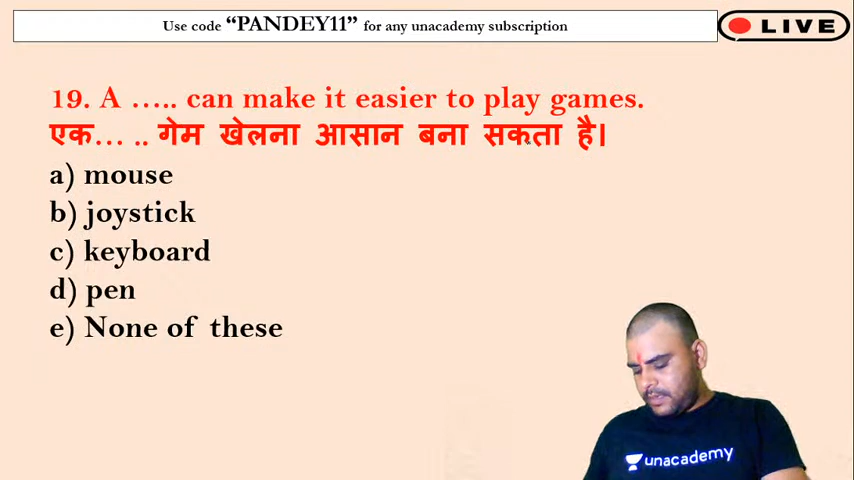 Use code “PANDEY11” for any unacademy subscription
LIVE
19. A ….. can make it easier to play games.
एक… .. गेम खेलना आसान बना सकता है।
a) mouse
b) joystick
c) keyboard
d) pen
e) None of these
unacademy